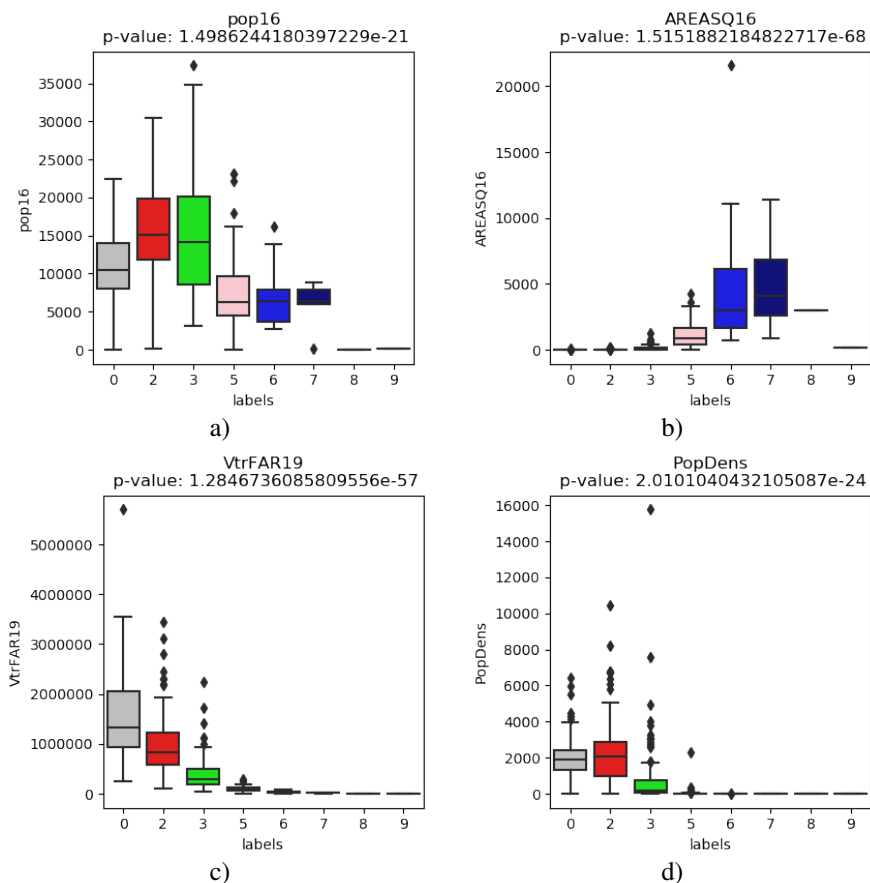 pop16
p-value: 1.4986244180397229e-21
35000
30000
25000
20000
15000
10000
5000
0
pop16
0 2 3 5 6 7 8 9
labels
a)
AREASQ16
p-value: 1.5151882184822717e-68
20000
15000
10000
5000
0
AREASQ16
0 2 3 5 6 7 8 9
labels
b)
VtrFAR19
p-value: 1.2846736085809556e-57
5000000
4000000
3000000
2000000
1000000
0
VtrFAR19
0 2 3 5 6 7 8 9
labels
c)
PopDens
p-value: 2.0101040432105087e-24
16000
14000
12000
10000
8000
6000
4000
2000
0
PopDens
0 2 3 5 6 7 8 9
labels
d)